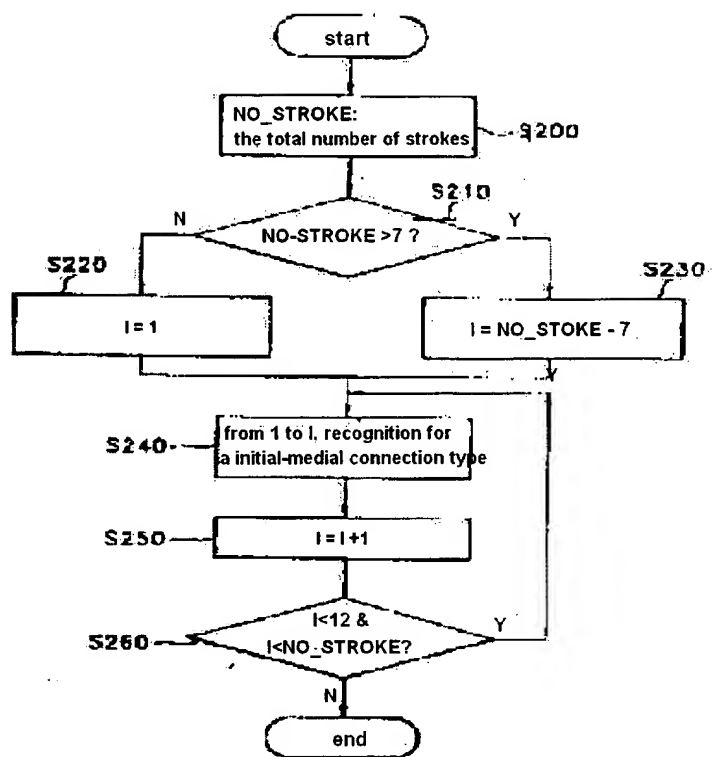 start
NO_STROKE:
the total number of strokes
S200
S210
N
NO-STROKE >7 ?
Y
S220
S230
I = 1
I = NO_STOKE - 7
Y
S240
from 1 to I, recognition for
a initial-medial connection type
S250
I = I +1
I<12 &
I<NO_STROKE?
Y
S260
N
end